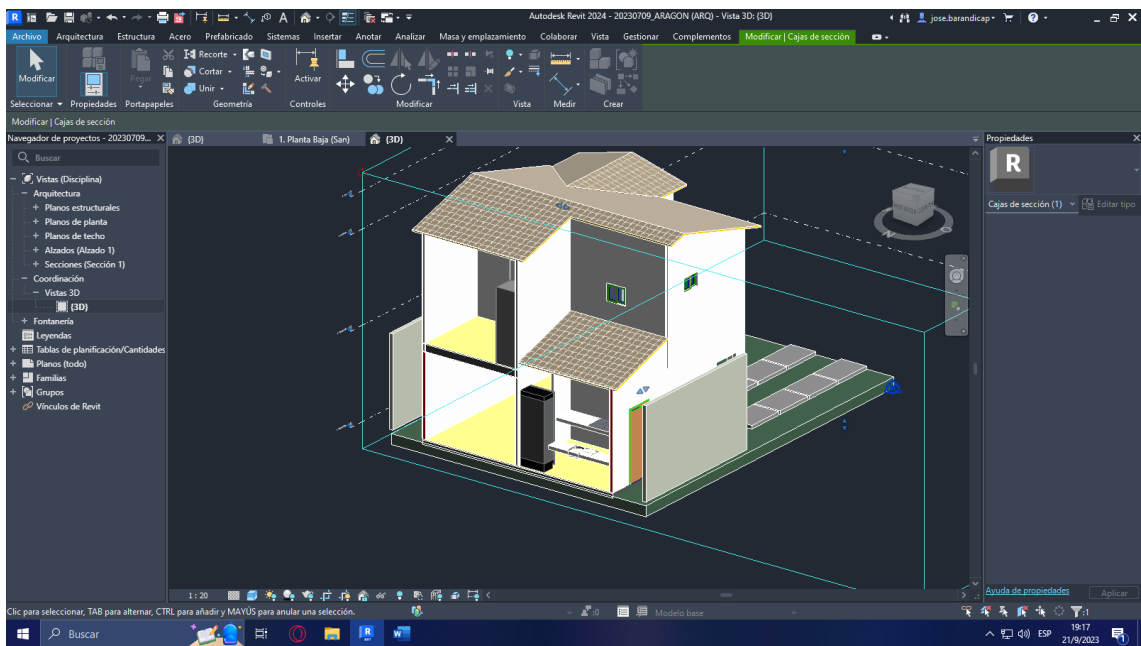 Autodesk Revit 2024 - 20230709_ARAGON (ARQ) - Vista 3D: {3D}
jose.barandicap
Archivo Arquitectura Estructura Acero Prefabricado Sistemas Insertar Anotar Analizar Masa y emplazamiento Colaborar Vista Gestionar Complementos Modificar | Cajas de sección
Modificar
Pegar
Recorte
Cortar
Unir
Activar
Seleccionar Propiedades Portapapeles Geometría Controles Modificar Vista Medir Crear
Modificar | Cajas de sección
Navegador de proyectos - 20230709...
{3D} 1. Planta Baja (San) {3D}
Propiedades
Buscar
Vistas (Disciplina)
Arquitectura
Planos estructurales
Planos de planta
Planos de techo
Alzados (Alzado 1)
Secciones (Sección 1)
Coordinación
Vistas 3D
{3D}
Fontanería
Leyendas
Tablas de planificación/Cantidades
Planos (todo)
Familias
Grupos
Vínculos de Revit
R
Cajas de sección (1) Editar tipo
N
1 : 20
Ayuda de propiedades Aplicar
Clic para seleccionar, TAB para alternar, CTRL para añadir y MAYÚS para anular una selección.
:0
Modelo base
:1
Buscar
ESP
19:17
21/9/2023